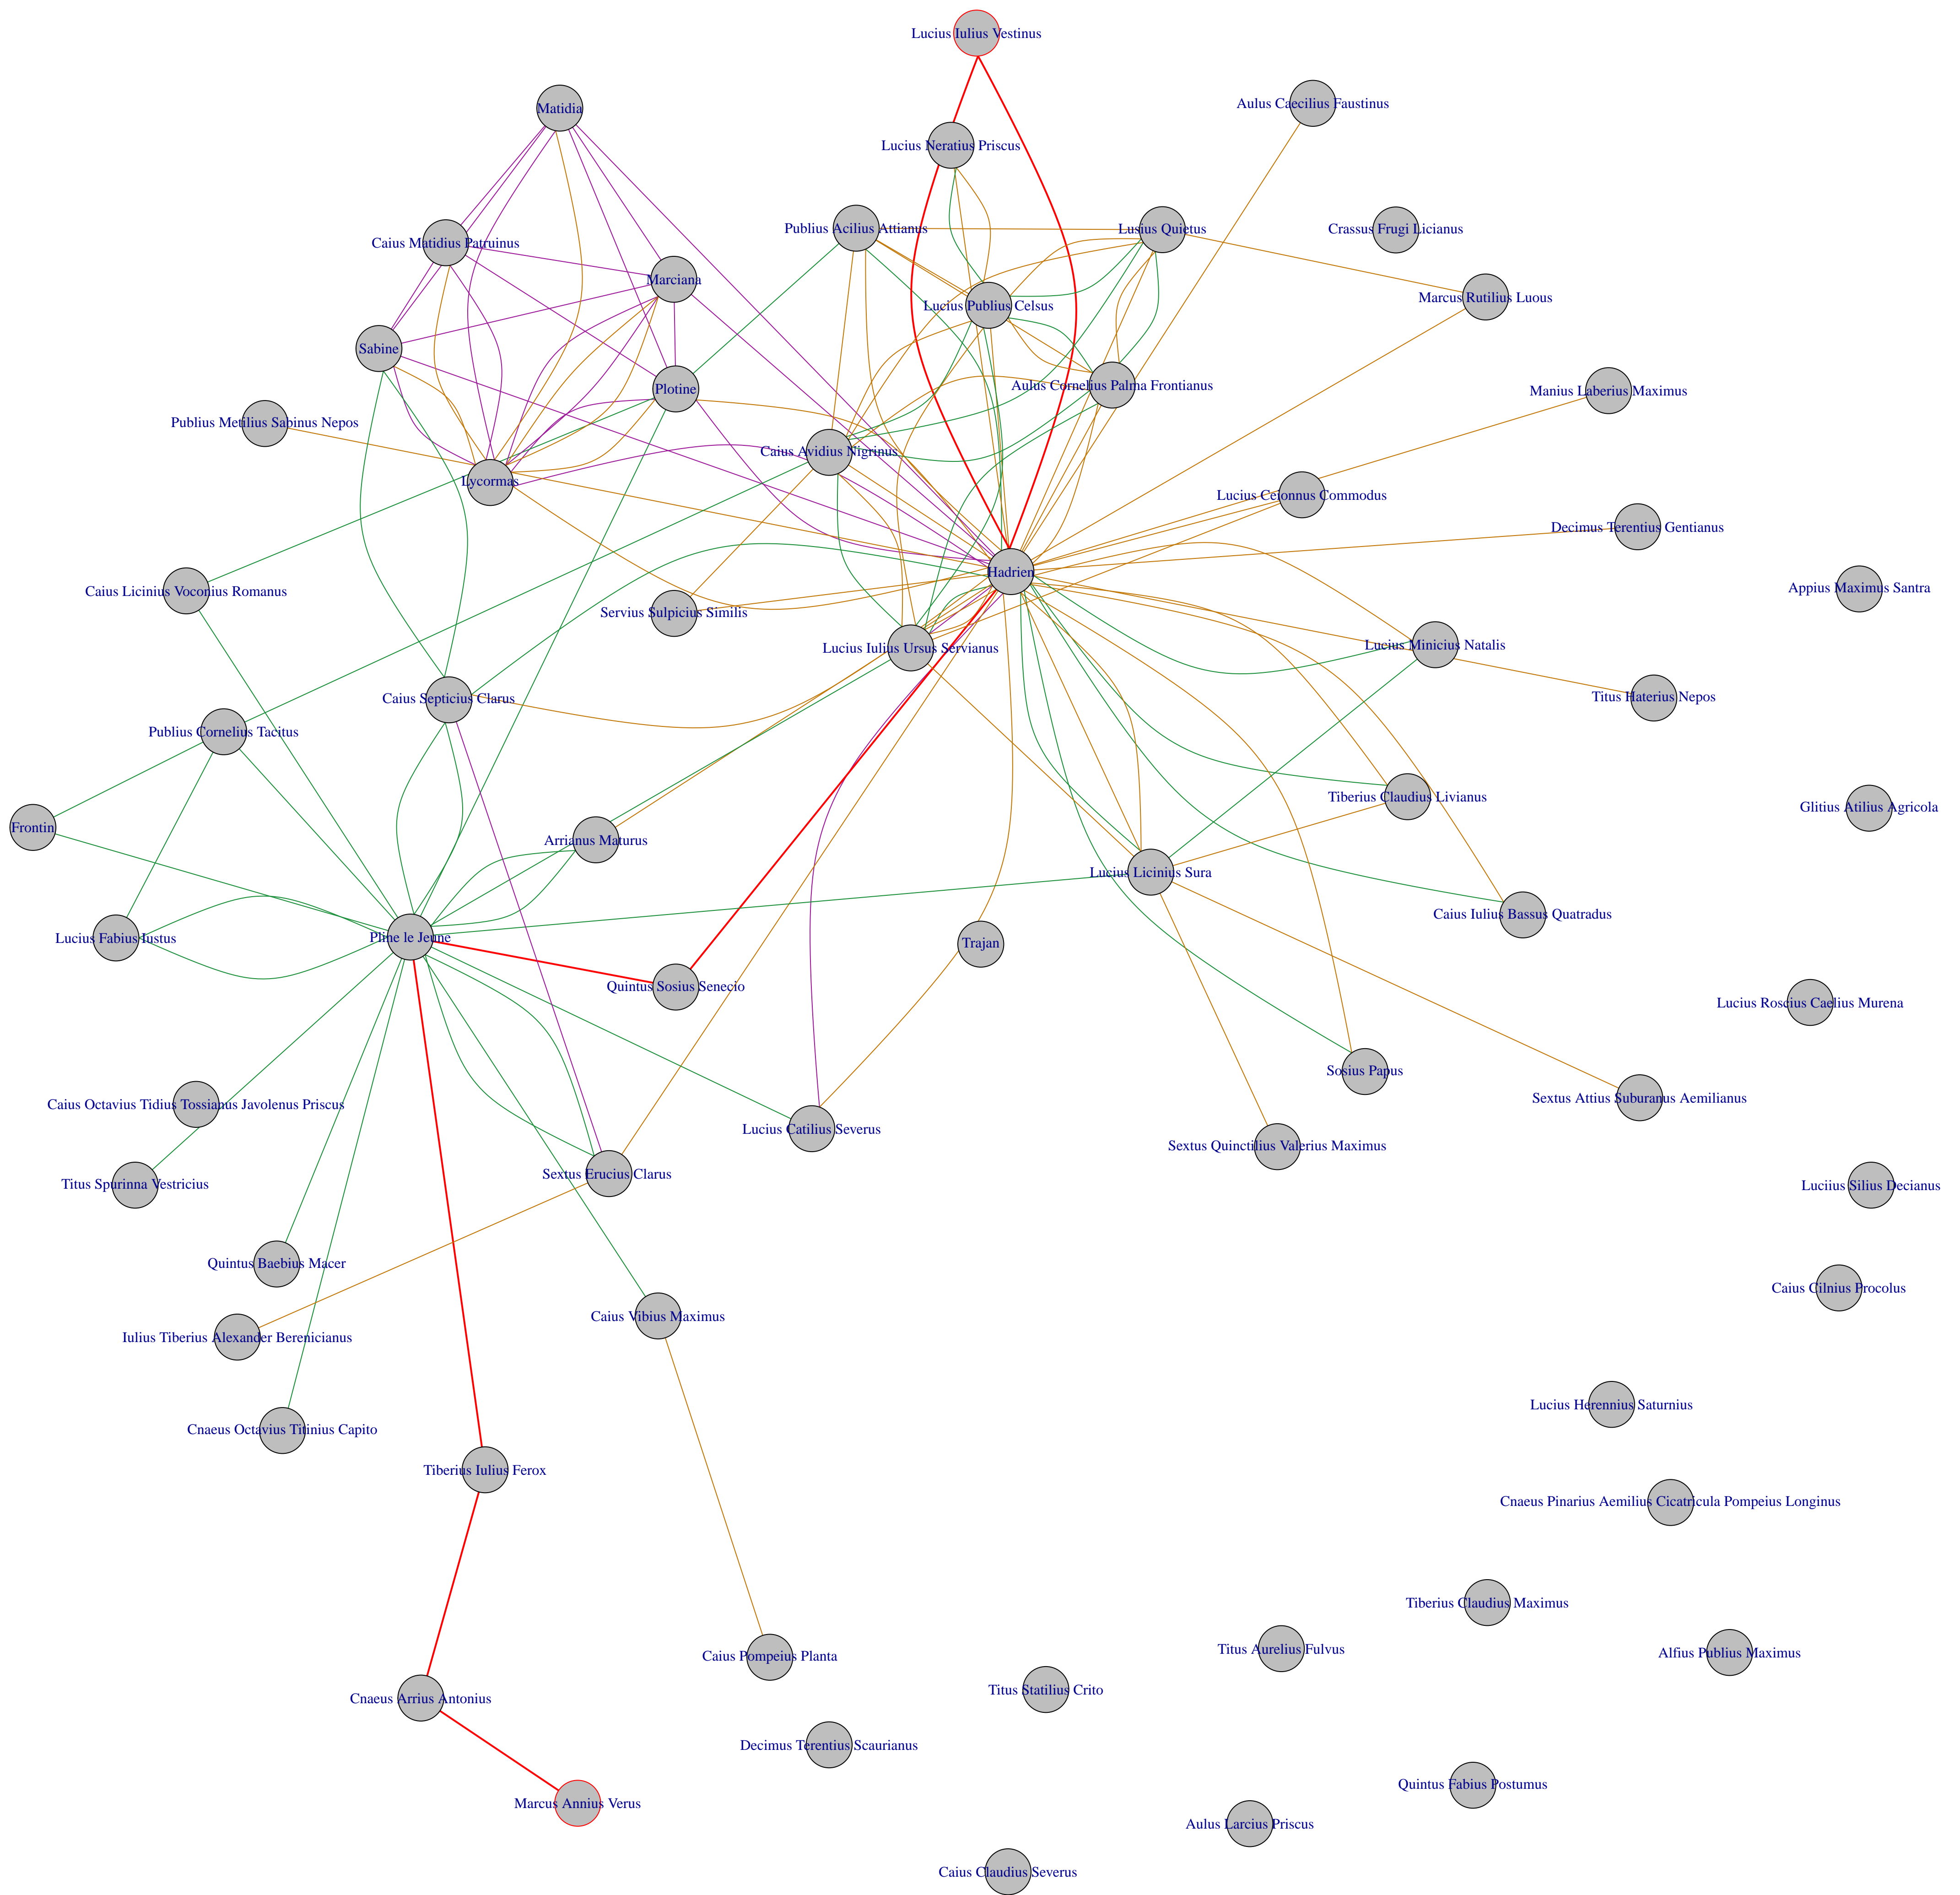 Lucius Iulius Vestinus
Matidia
Aulus Caecilius Faustinus
Lucius Neratius Priscus
Publius Acilius Attianus
Lusius Quietus
Crassus Frugi Licianus
Caius Matidius Patruinus
Marciana
Marcus Rutilius Luous
Lucius Publius Celsus
Sabine
Plotine
Aulus Cornelius Palma Frontianus
Manius Laberius Maximus
Publius Metilius Sabinus Nepos
Caius Avidius Nigrinus
Lycormas
Lucius Ceionnus Commodus
Decimus Terentius Gentianus
Hadrien
Caius Licinius Voconius Romanus
Appius Maximus Santra
Servius Sulpicius Similis
Lucius Iulius Ursus Servianus
Lucius Minicius Natalis
Caius Septicius Clarus
Titus Haterius Nepos
Publius Cornelius Tacitus
Tiberius Claudius Livianus
Glitius Atilius Agricola
Frontin
Arrianus Maturus
Lucius Licinius Sura
Caius Iulius Bassus Quatradus
Lucius Fabius Iustus
Pline le Jeune
Trajan
Quintus Sosius Senecio
Lucius Roscius Caelius Murena
Sosius Papus
Sextus Attius Suburanus Aemilianus
Caius Octavius Tidius Tossianus Javolenus Priscus
Lucius Catilius Severus
Sextus Quinctilius Valerius Maximus
Sextus Erucius Clarus
Titus Spurinna Vestricius
Luciius Silius Decianus
Quintus Baebius Macer
Caius Cilnius Procolus
Caius Vibius Maximus
Iulius Tiberius Alexander Berenicianus
Lucius Herennius Saturnius
Cnaeus Octavius Titinius Capito
Tiberius Iulius Ferox
Cnaeus Pinarius Aemilius Cicatricula Pompeius Longinus
Tiberius Claudius Maximus
Titus Aurelius Fulvus
Alfius Publius Maximus
Caius Pompeius Planta
Titus Statilius Crito
Cnaeus Arrius Antonius
Decimus Terentius Scaurianus
Quintus Fabius Postumus
Marcus Annius Verus
Aulus Larcius Priscus
Caius Claudius Severus